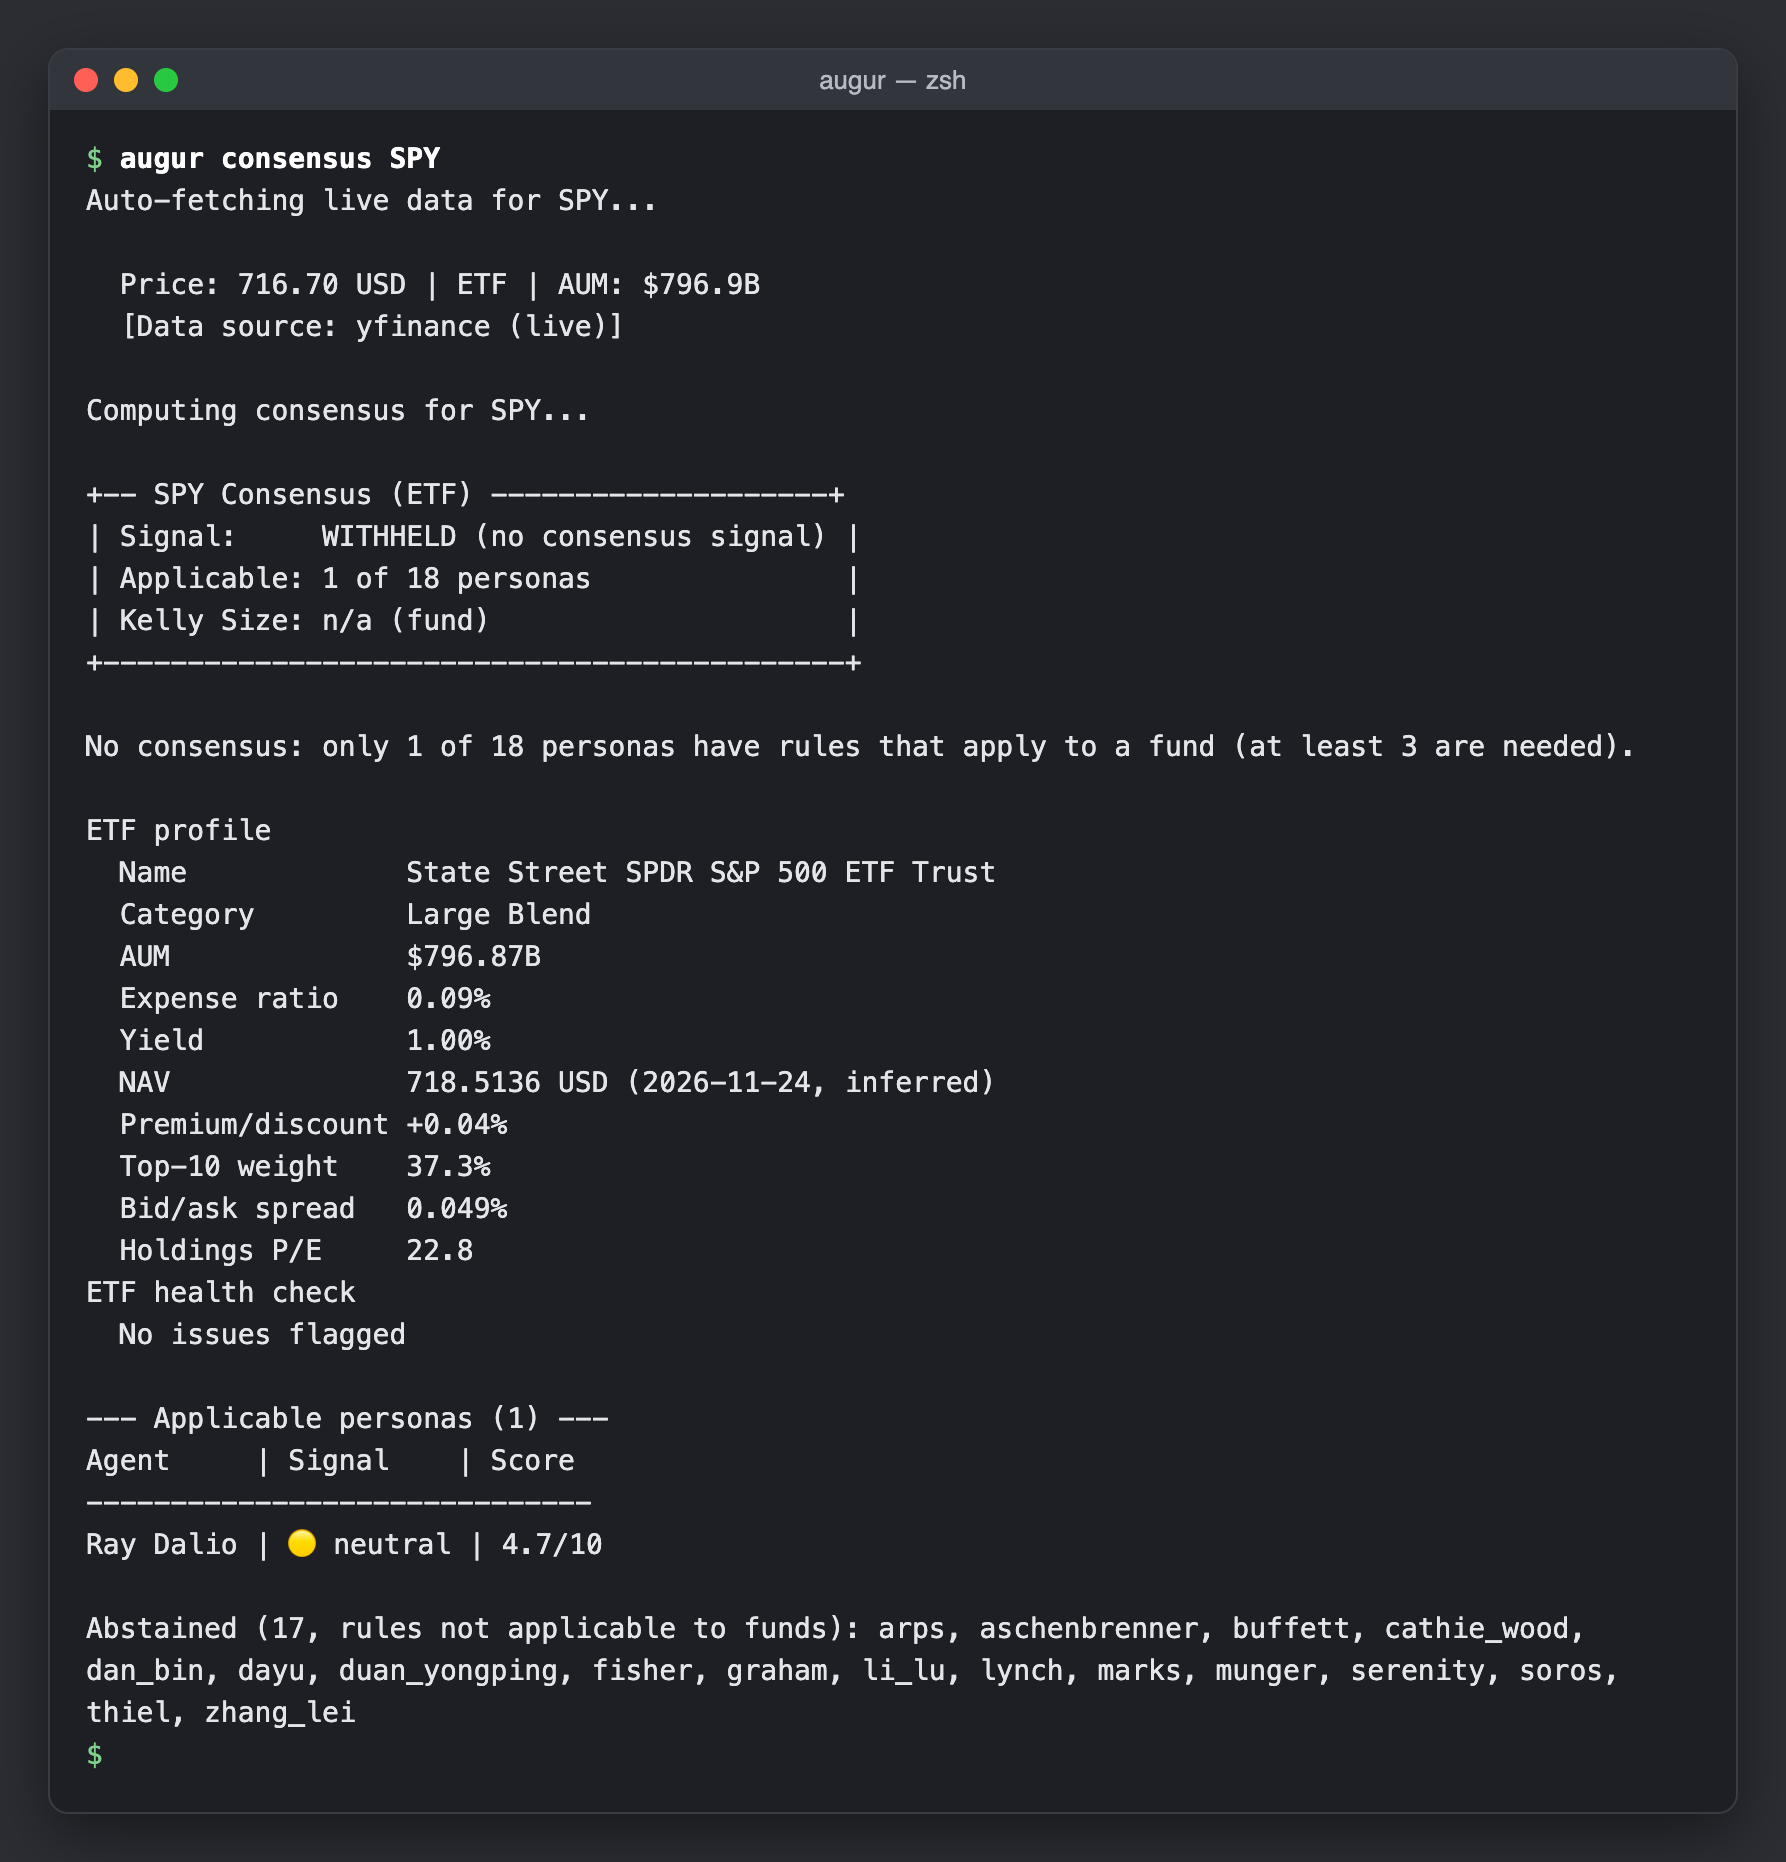 augur — zsh
$ augur consensus SPY
Auto-fetching live data for SPY...
Price: 716.70 USD | ETF | AUM: $796.9B
[Data source: yfinance (live)]
Computing consensus for SPY...
+-- SPY Consensus (ETF) --------------------+
| Signal:     WITHHELD (no consensus signal) |
| Applicable: 1 of 18 personas               |
| Kelly Size: n/a (fund)                     |
+--------------------------------------------+
No consensus: only 1 of 18 personas have rules that apply to a fund (at least 3 are needed).
ETF profile
  Name             State Street SPDR S&P 500 ETF Trust
  Category         Large Blend
  AUM              $796.87B
  Expense ratio    0.09%
  Yield            1.00%
  NAV              718.5136 USD (2026-11-24, inferred)
  Premium/discount +0.04%
  Top-10 weight    37.3%
  Bid/ask spread   0.049%
  Holdings P/E     22.8
ETF health check
  No issues flagged
--- Applicable personas (1) ---
Agent     | Signal    | Score
------------------------------
Ray Dalio | 🟡 neutral | 4.7/10
Abstained (17, rules not applicable to funds): arps, aschenbrenner, buffett, cathie_wood,
dan_bin, dayu, duan_yongping, fisher, graham, li_lu, lynch, marks, munger, serenity, soros,
thiel, zhang_lei
$